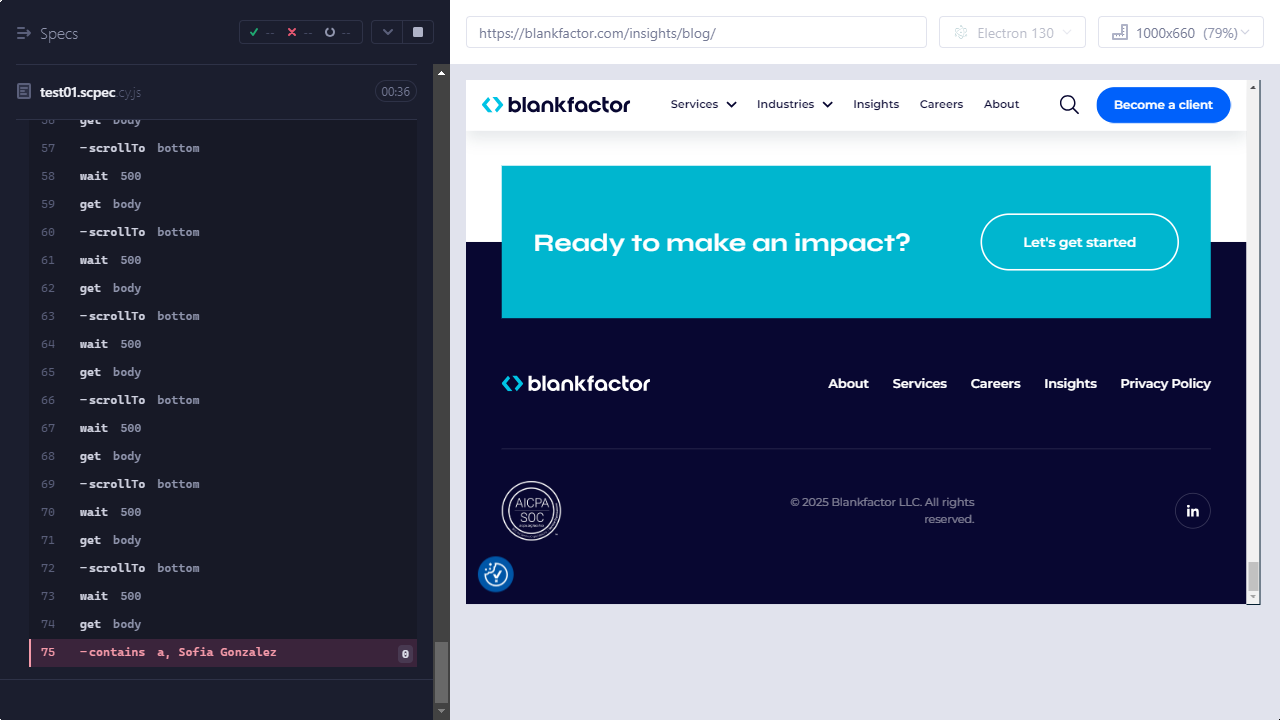 Specs
-- -- --
test01.scpec.cy.js 00:36
56 get body
57 -scrollTo bottom
58 wait 500
59 get body
60 -scrollTo bottom
61 wait 500
62 get body
63 -scrollTo bottom
64 wait 500
65 get body
66 -scrollTo bottom
67 wait 500
68 get body
69 -scrollTo bottom
70 wait 500
71 get body
72 -scrollTo bottom
73 wait 500
74 get body
75 -contains a, Sofia Gonzalez 0
https://blankfactor.com/insights/blog/
Electron 130
1000x660 (79%)
blankfactor
Services
Industries
Insights
Careers
About
Become a client
Ready to make an impact?
Let's get started
blankfactor
About
Services
Careers
Insights
Privacy Policy
AICPA
SOC
© 2025 Blankfactor LLC. All rights
reserved.
in